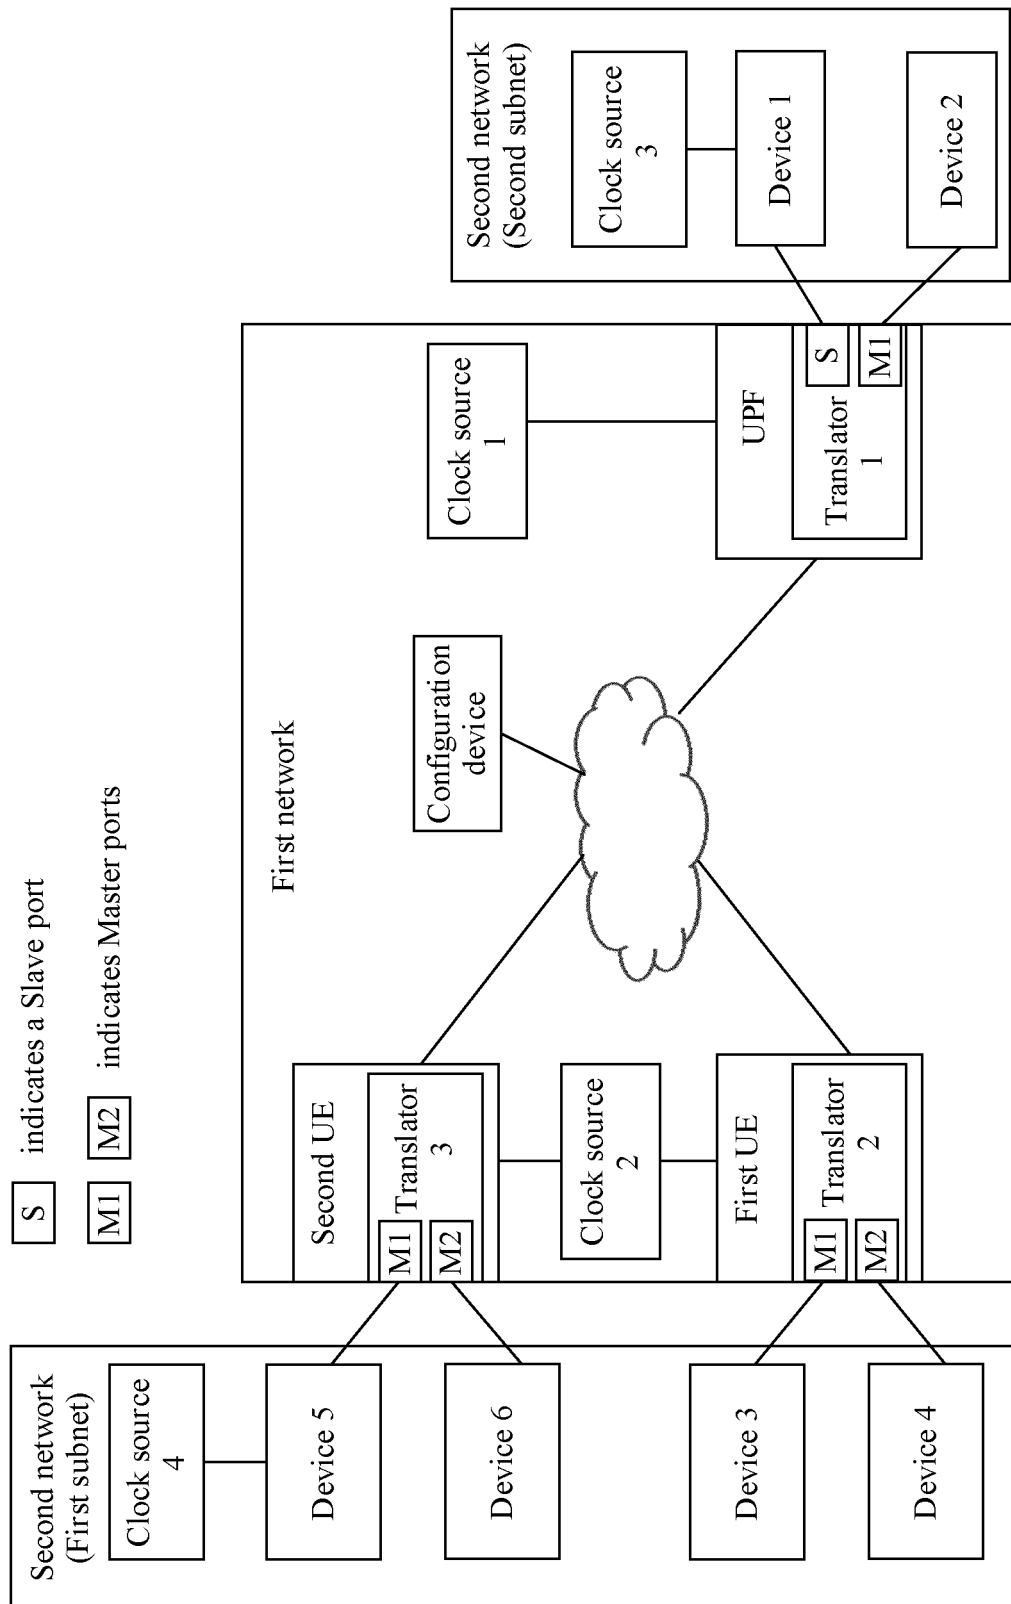 S
indicates a Slave port
M1
M2
indicates Master ports
Second network
(First subnet)
Clock source
4
Device 5
Device 6
Device 3
Device 4
First network
Second UE
Translator
3
M1
M2
Clock source
2
First UE
Translator
2
M1
M2
Configuration
device
Clock source
1
UPF
Translator
1
S
M1
Second network
(Second subnet)
Clock source
3
Device 1
Device 2